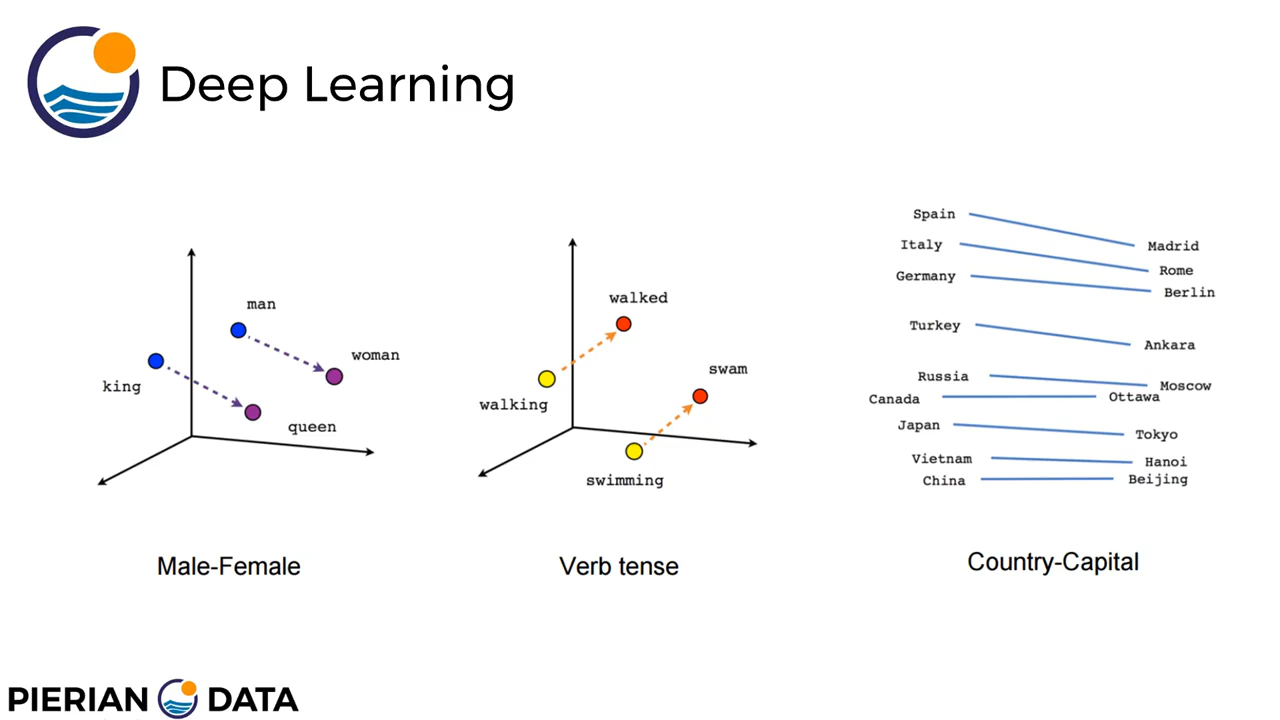 Deep Learning
man
woman
king
queen
Male-Female
walked
walking
swam
swimming
Verb tense
Spain Madrid
Italy Rome
Germany Berlin
Turkey Ankara
Russia Moscow
Canada Ottawa
Japan Tokyo
Vietnam Hanoi
China Beijing
Country-Capital
PIERIAN DATA